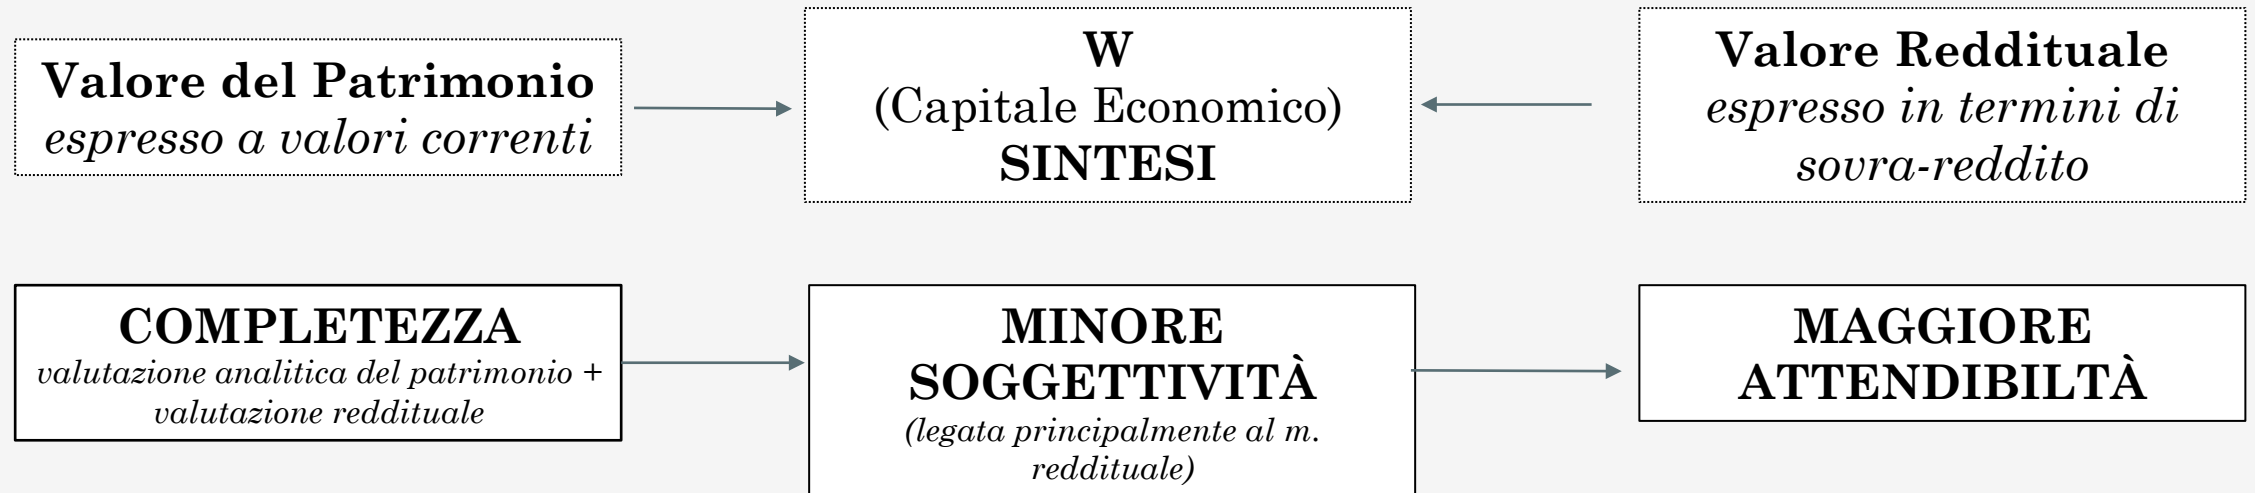 Valore del Patrimonio
espresso a valori correnti
W
(Capitale Economico)
SINTESI
Valore Reddituale
espresso in termini di
sovra-reddito
COMPLETEZZA
valutazione analitica del patrimonio +
valutazione reddituale
MINORE
SOGGETTIVITÀ
(legata principalmente al m.
reddituale)
MAGGIORE
ATTENDIBILTÀ